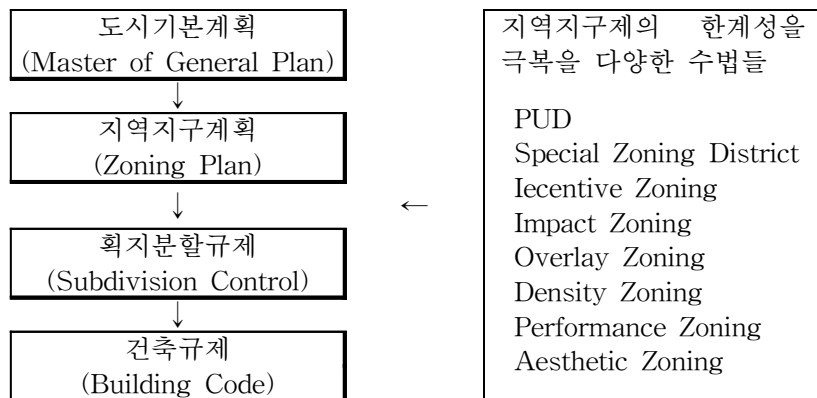 도시기본계획
(Master of General Plan)
↓
지역지구계획
(Zoning Plan)
↓
획지분할규제
(Subdivision Control)
↓
건축규제
(Building Code)
←
지역지구제의 한계성을
극복을 다양한 수법들
PUD
Special Zoning District
Iecentive Zoning
Impact Zoning
Overlay Zoning
Density Zoning
Performance Zoning
Aesthetic Zoning